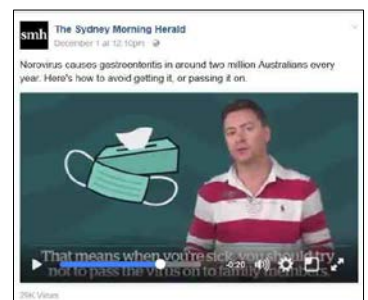 smh
The Sydney Morning Herald
December 1 at 12:10pm
Norovirus causes gastroenteritis in around two million Australians every
year. Here's how to avoid getting it, or passing it on.
That means when you're sick, you should try
not to pass the virus on to family members.
-0:20
26K Views